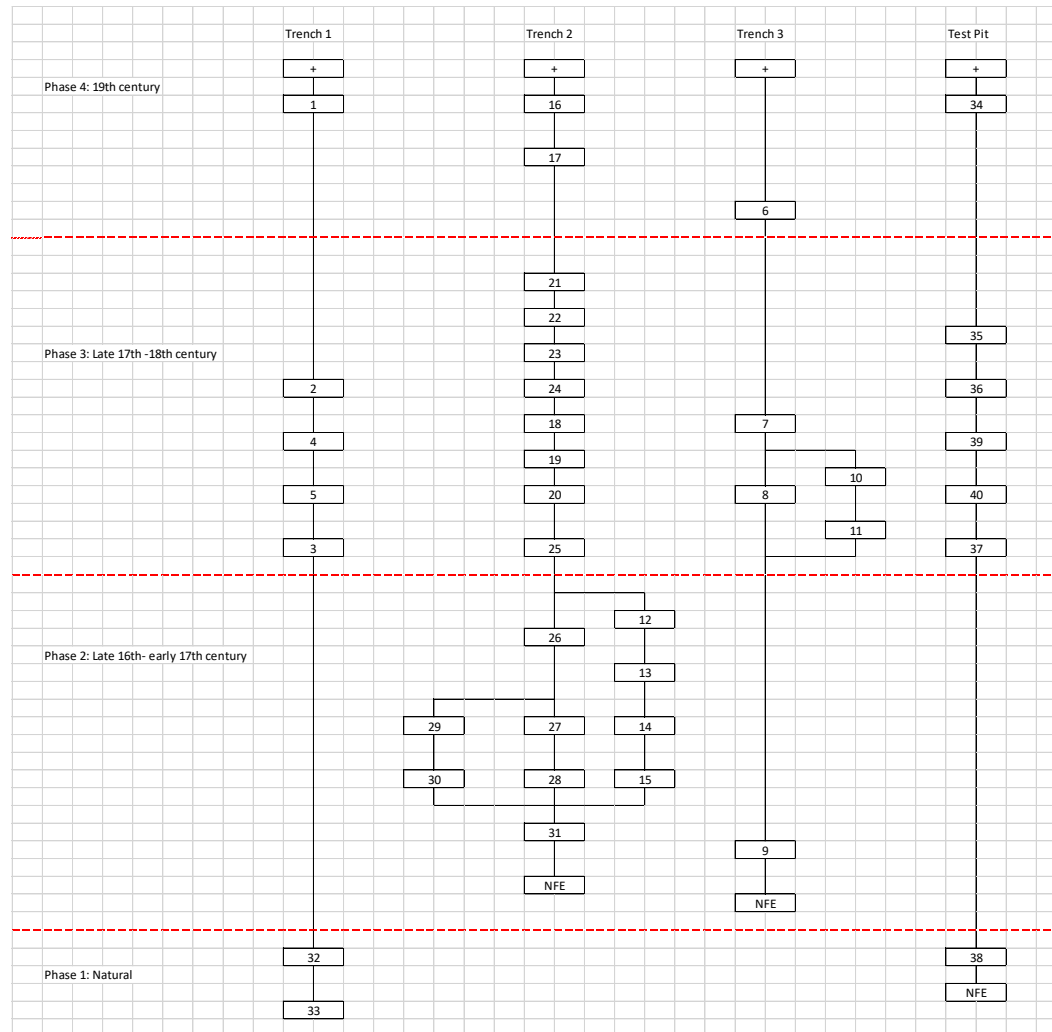 Trench 1 Trench 2 Trench 3 Test Pit
+ + + +
Phase 4: 19th century
1 16 34
17
6
21
22
35
Phase 3: Late 17th -18th century
23
2 24 36
18 7
4 39
19
10
5 20 8 40
11
3 25 37
12
26
Phase 2: Late 16th- early 17th century
13
29 27 14
30 28 15
31
9
NFE
NFE
32 38
Phase 1: Natural
NFE
33